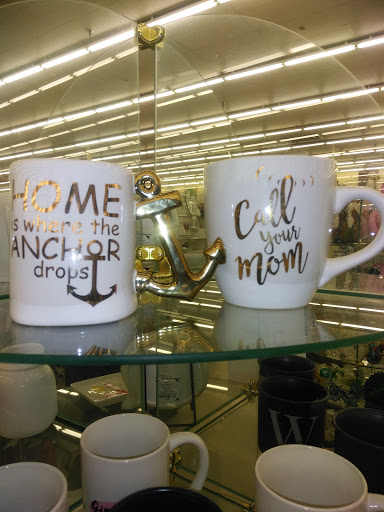 HOME
is where the
ANCHOR
drops
Call
your
mom
W